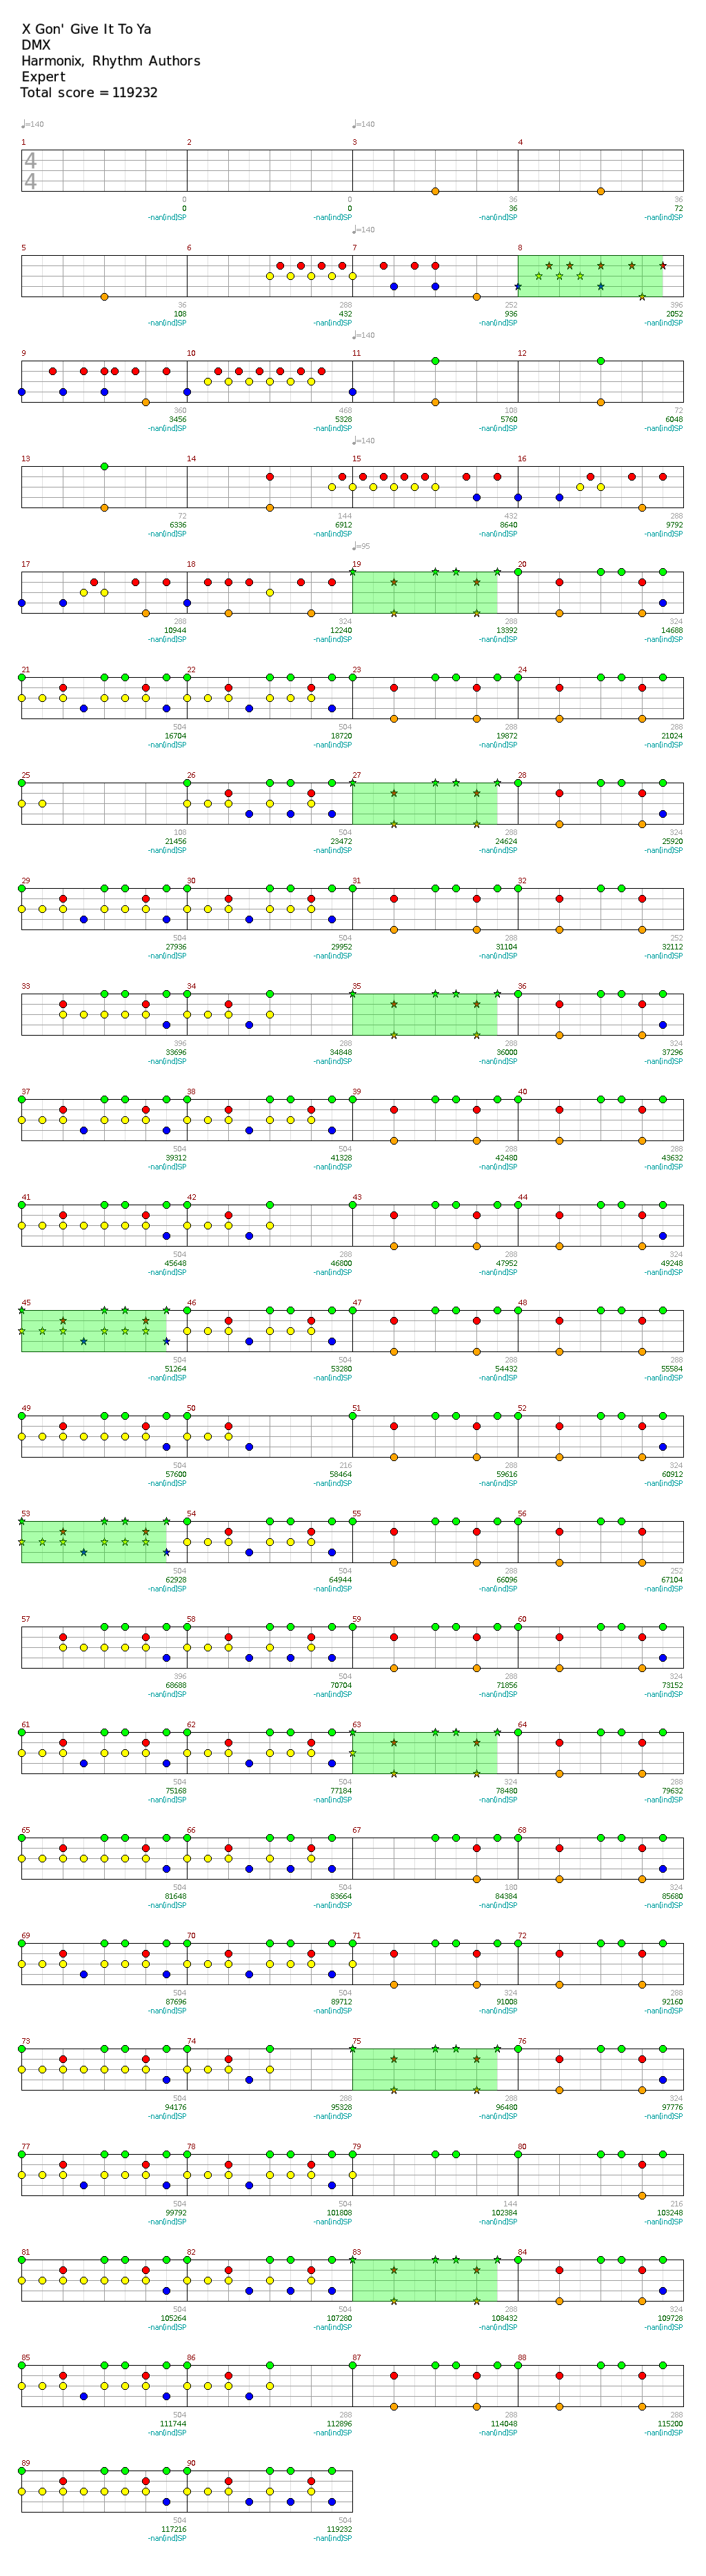 X Gon' Give It To Ya
DMX
Harmonix, Rhythm Authors
Expert
Total score = 119232
♩=140 ♩=140
1 2 3 4
4
4
0 0 36 36
0 0 36 72
-nan(ind)SP -nan(ind)SP -nan(ind)SP -nan(ind)SP
♩=140
5 6 7 8
36 288 252 396
108 432 936 2052
-nan(ind)SP -nan(ind)SP -nan(ind)SP -nan(ind)SP
♩=140
9 10 11 12
360 468 108 72
3456 5328 5760 6048
-nan(ind)SP -nan(ind)SP -nan(ind)SP -nan(ind)SP
♩=140
13 14 15 16
72 144 432 288
6336 6912 8640 9792
-nan(ind)SP -nan(ind)SP -nan(ind)SP -nan(ind)SP
♩=95
17 18 19 20
288 324 288 324
10944 12240 13392 14688
-nan(ind)SP -nan(ind)SP -nan(ind)SP -nan(ind)SP
21 22 23 24
504 504 288 288
16704 18720 19872 21024
-nan(ind)SP -nan(ind)SP -nan(ind)SP -nan(ind)SP
25 26 27 28
108 504 288 324
21456 23472 24624 25920
-nan(ind)SP -nan(ind)SP -nan(ind)SP -nan(ind)SP
29 30 31 32
504 504 288 252
27936 29952 31104 32112
-nan(ind)SP -nan(ind)SP -nan(ind)SP -nan(ind)SP
33 34 35 36
396 288 288 324
33696 34848 36000 37296
-nan(ind)SP -nan(ind)SP -nan(ind)SP -nan(ind)SP
37 38 39 40
504 504 288 288
39312 41328 42480 43632
-nan(ind)SP -nan(ind)SP -nan(ind)SP -nan(ind)SP
41 42 43 44
504 288 288 324
45648 46800 47952 49248
-nan(ind)SP -nan(ind)SP -nan(ind)SP -nan(ind)SP
45 46 47 48
504 504 288 288
51264 53280 54432 55584
-nan(ind)SP -nan(ind)SP -nan(ind)SP -nan(ind)SP
49 50 51 52
504 216 288 324
57600 58464 59616 60912
-nan(ind)SP -nan(ind)SP -nan(ind)SP -nan(ind)SP
53 54 55 56
504 504 288 252
62928 64944 66096 67104
-nan(ind)SP -nan(ind)SP -nan(ind)SP -nan(ind)SP
57 58 59 60
396 504 288 324
68688 70704 71856 73152
-nan(ind)SP -nan(ind)SP -nan(ind)SP -nan(ind)SP
61 62 63 64
504 504 324 288
75168 77184 78480 79632
-nan(ind)SP -nan(ind)SP -nan(ind)SP -nan(ind)SP
65 66 67 68
504 504 180 324
81648 83664 84384 85680
-nan(ind)SP -nan(ind)SP -nan(ind)SP -nan(ind)SP
69 70 71 72
504 504 324 288
87696 89712 91008 92160
-nan(ind)SP -nan(ind)SP -nan(ind)SP -nan(ind)SP
73 74 75 76
504 288 288 324
94176 95328 96480 97776
-nan(ind)SP -nan(ind)SP -nan(ind)SP -nan(ind)SP
77 78 79 80
504 504 144 216
99792 101808 102384 103248
-nan(ind)SP -nan(ind)SP -nan(ind)SP -nan(ind)SP
81 82 83 84
504 504 288 324
105264 107280 108432 109728
-nan(ind)SP -nan(ind)SP -nan(ind)SP -nan(ind)SP
85 86 87 88
504 288 288 288
111744 112896 114048 115200
-nan(ind)SP -nan(ind)SP -nan(ind)SP -nan(ind)SP
89 90
504 504
117216 119232
-nan(ind)SP -nan(ind)SP